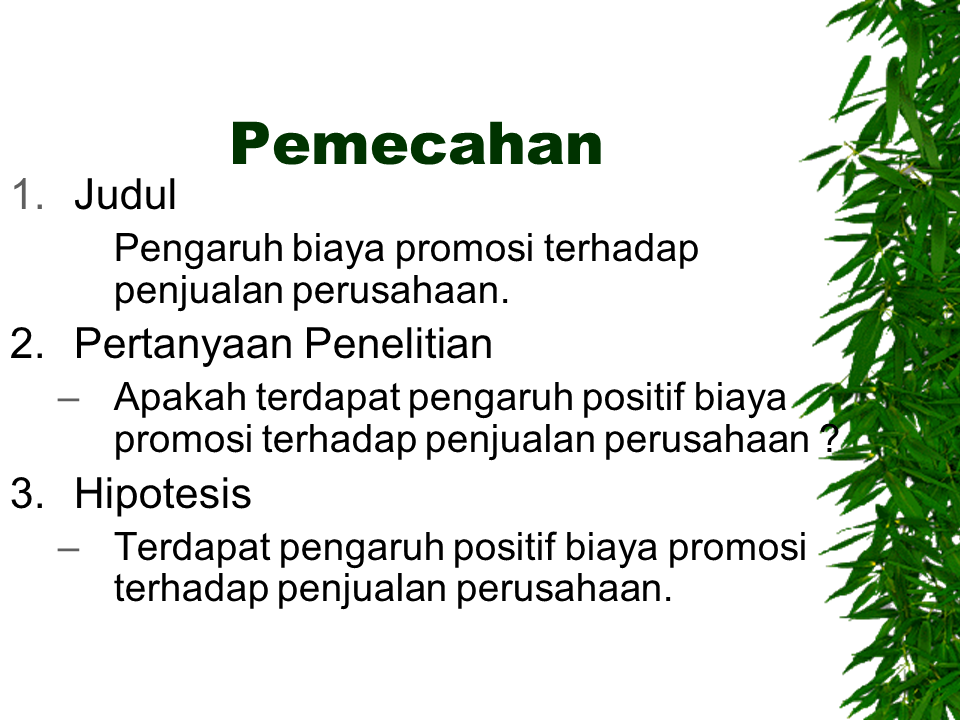 Pemecahan
1. Judul
Pengaruh biaya promosi terhadap
penjualan perusahaan.
2. Pertanyaan Penelitian
– Apakah terdapat pengaruh positif biaya
promosi terhadap penjualan perusahaan ?
3. Hipotesis
– Terdapat pengaruh positif biaya promosi
terhadap penjualan perusahaan.